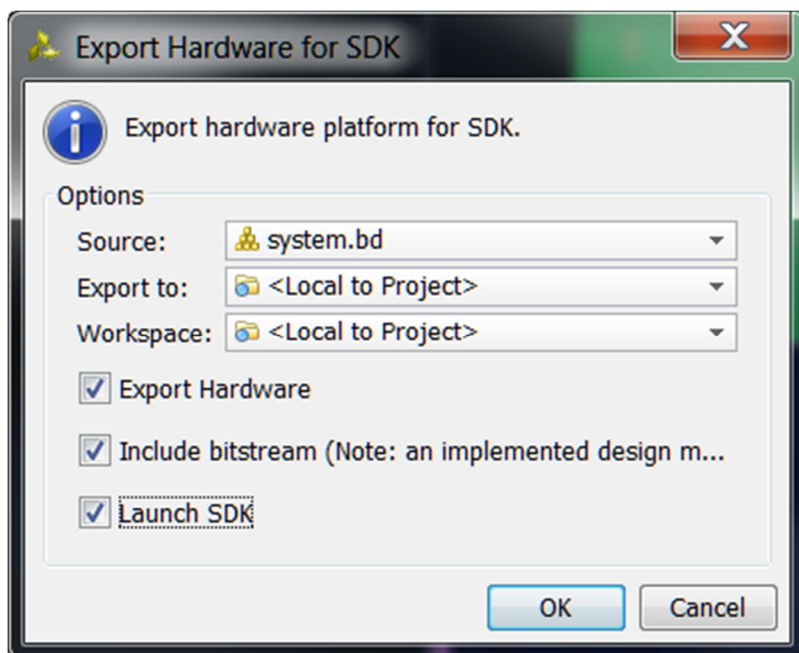 Export Hardware for SDK
Export hardware platform for SDK.
Options
Source: system.bd
Export to: <Local to Project>
Workspace: <Local to Project>
Export Hardware
Include bitstream (Note: an implemented design m...
Launch SDK
OK Cancel